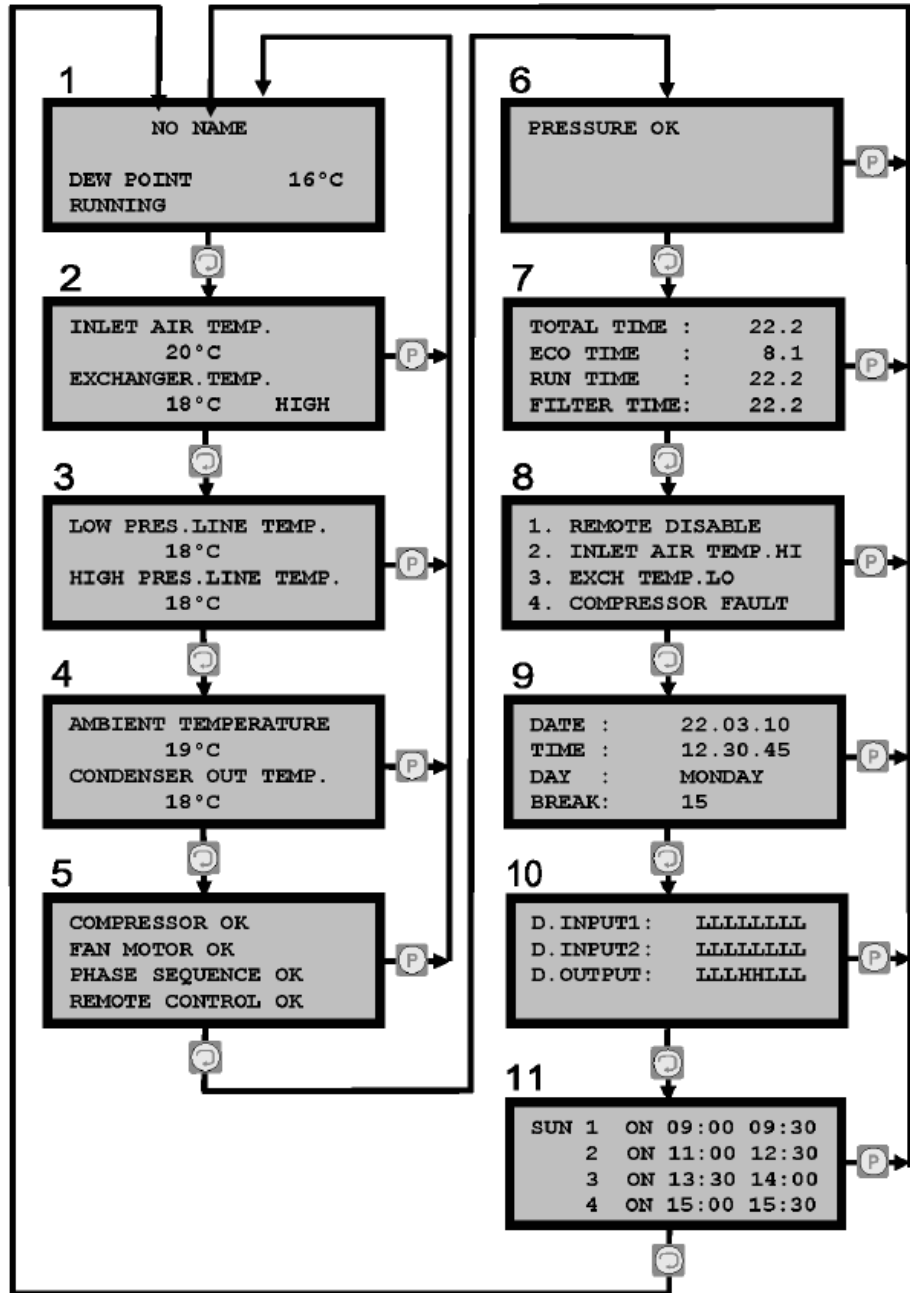 1
NO NAME
DEW POINT 16°C
RUNNING
2
INLET AIR TEMP.
20°C
EXCHANGER.TEMP.
18°C HIGH
P
3
LOW PRES.LINE TEMP.
18°C
HIGH PRES.LINE TEMP.
18°C
P
4
AMBIENT TEMPERATURE
19°C
CONDENSER OUT TEMP.
18°C
P
5
COMPRESSOR OK
FAN MOTOR OK
PHASE SEQUENCE OK
REMOTE CONTROL OK
P
6
PRESSURE OK
P
7
TOTAL TIME : 22.2
ECO TIME : 8.1
RUN TIME : 22.2
FILTER TIME: 22.2
P
8
1. REMOTE DISABLE
2. INLET AIR TEMP.HI
3. EXCH TEMP.LO
4. COMPRESSOR FAULT
P
9
DATE : 22.03.10
TIME : 12.30.45
DAY : MONDAY
BREAK: 15
P
10
D.INPUT1: LLLLLLLL
D.INPUT2: LLLLLLLL
D.OUTPUT: LLLHHLLL
P
11
SUN 1 ON 09:00 09:30
2 ON 11:00 12:30
3 ON 13:30 14:00
4 ON 15:00 15:30
P